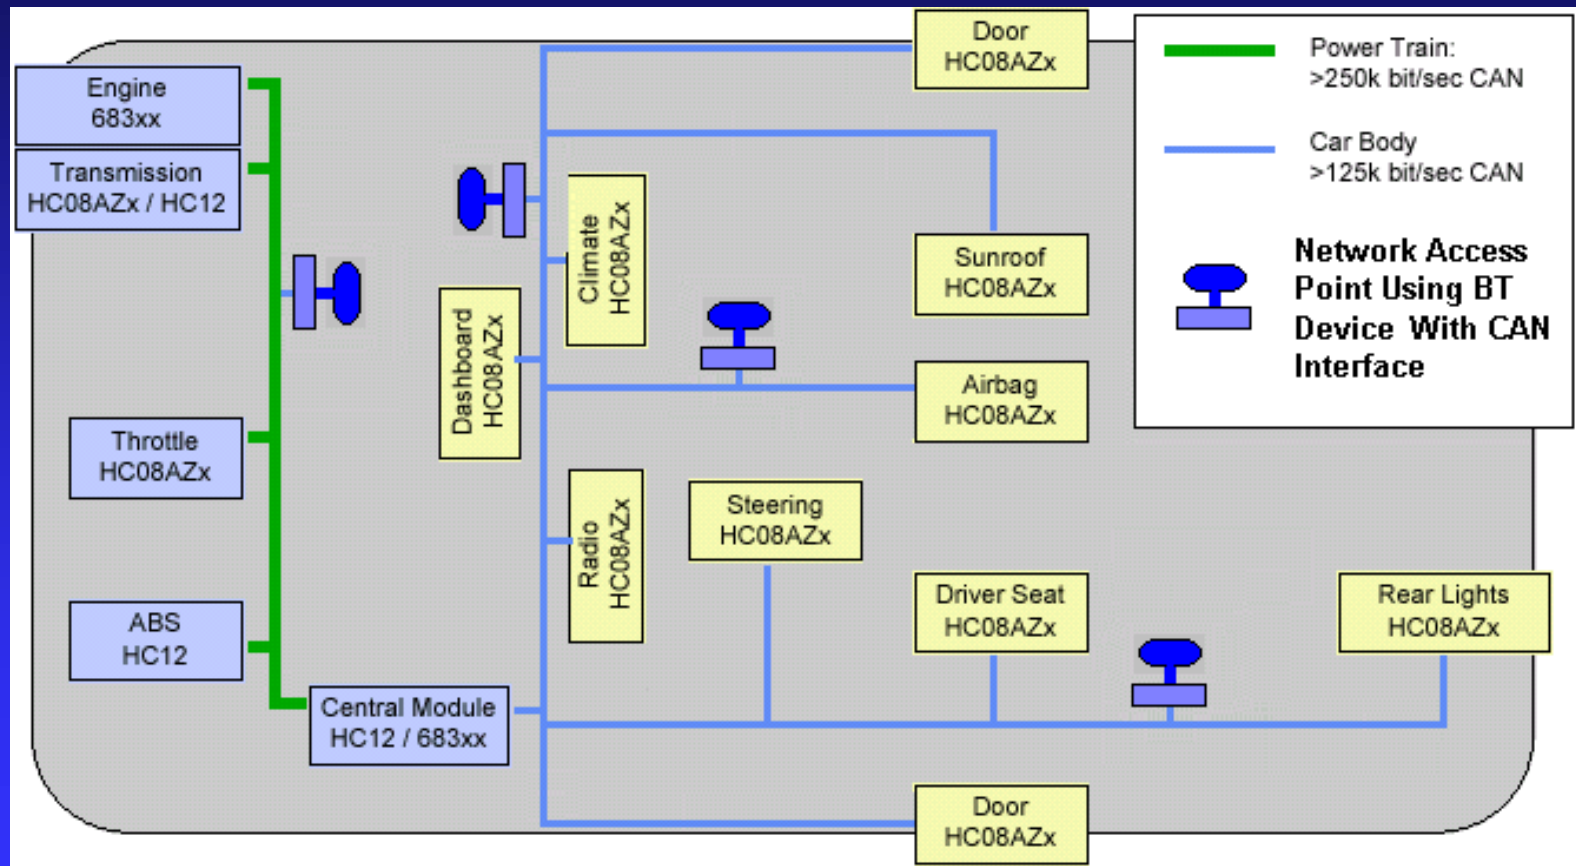 Door
HC08AZx
Engine
683xx
Transmission
HC08AZx / HC12
Climate
HC08AZx
Sunroof
HC08AZx
Dashboard
HC08AZx
Airbag
HC08AZx
Throttle
HC08AZx
Radio
HC08AZx
Steering
HC08AZx
Driver Seat
HC08AZx
Rear Lights
HC08AZx
ABS
HC12
Central Module
HC12 / 683xx
Door
HC08AZx
Power Train:
>250k bit/sec CAN
Car Body
>125k bit/sec CAN
Network Access
Point Using BT
Device With CAN
Interface